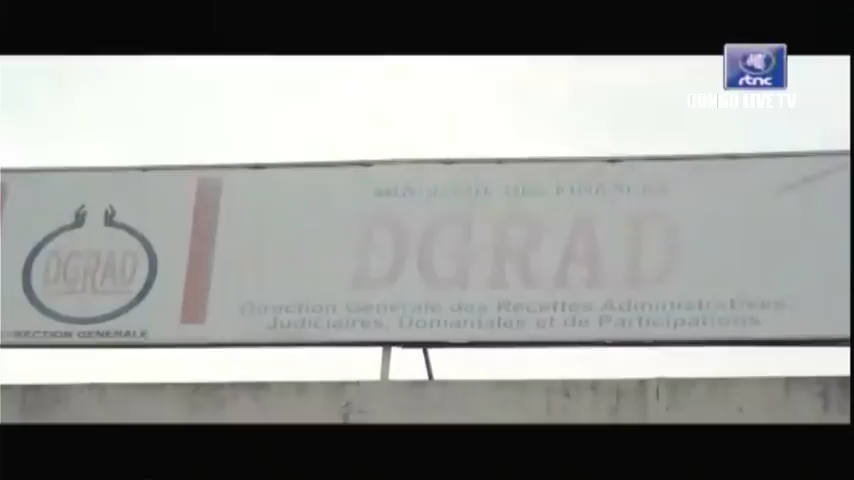 rtnc
CONGO LIVE TV
MINISTERE DES FINANCES
DGRAD
Direction Générale des Recettes Administratives,
Judiciaires, Domaniales et de Participations
DGRAD
DIRECTION GENERALE